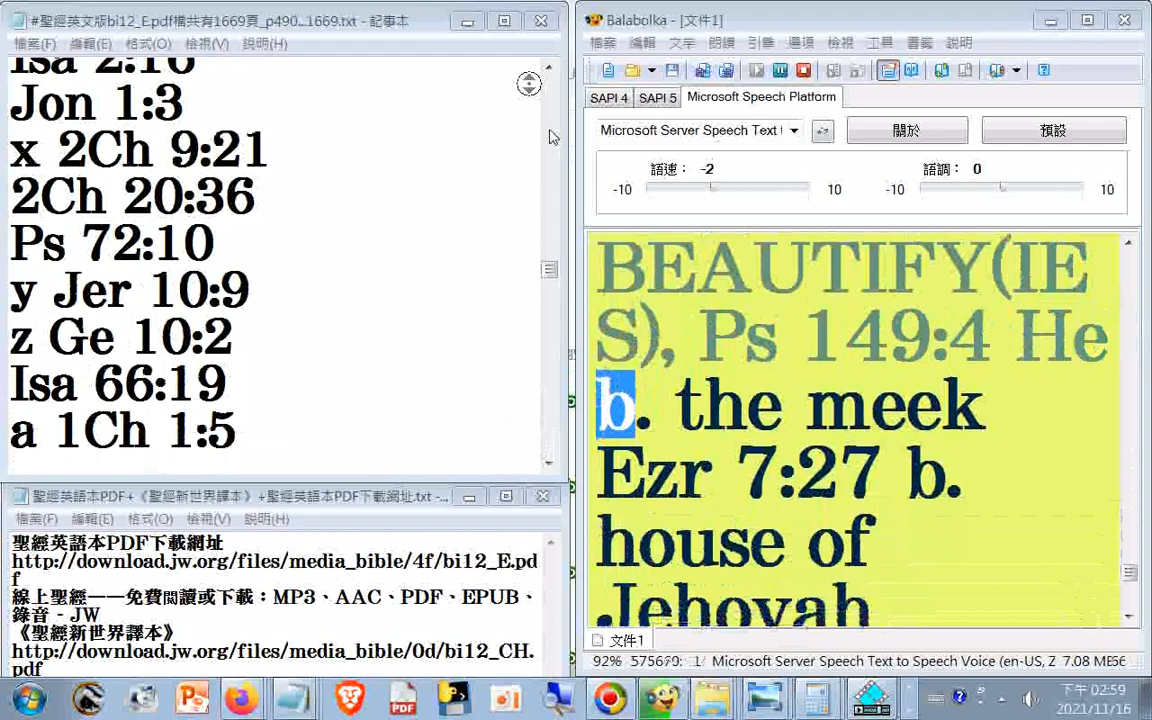 #聖經英文版bi12_E.pdf構共有1669頁_p490...1669.txt - 記事本
檔案(F) 編輯(E) 格式(O) 檢視(V) 說明(H)
Isa 2:16
Jon 1:3
x 2Ch 9:21
2Ch 20:36
Ps 72:10
y Jer 10:9
z Ge 10:2
Isa 66:19
a 1Ch 1:5
聖經英語本PDF+《聖經新世界譯本》+聖經英語本PDF下載網址.txt -...
檔案(F) 編輯(E) 格式(O) 檢視(V) 說明(H)
聖經英語本PDF下載網址
http://download.jw.org/files/media_bible/4f/bi12_E.pd
f
線上聖經——免費閱讀或下載：MP3、AAC、PDF、EPUB、
錄音 - JW
《聖經新世界譯本》
http://download.jw.org/files/media_bible/0d/bi12_CH.
pdf
Balabolka - [文件1]
檔案 編輯 文字 朗讀 引擎 選項 檢視 工具 書籤 說明
SAPI 4 SAPI 5 Microsoft Speech Platform
Microsoft Server Speech Text 關於 預設
語速： -2 語調： 0
-10 10 -10 10
BEAUTIFY(IE
S), Ps 149:4 He
b. the meek
Ezr 7:27 b.
house of
Jehovah
文件1
92% Microsoft Server Speech Text to Speech Voice (en-US, Z 7.08 ME
下午 02:59
2021/11/16